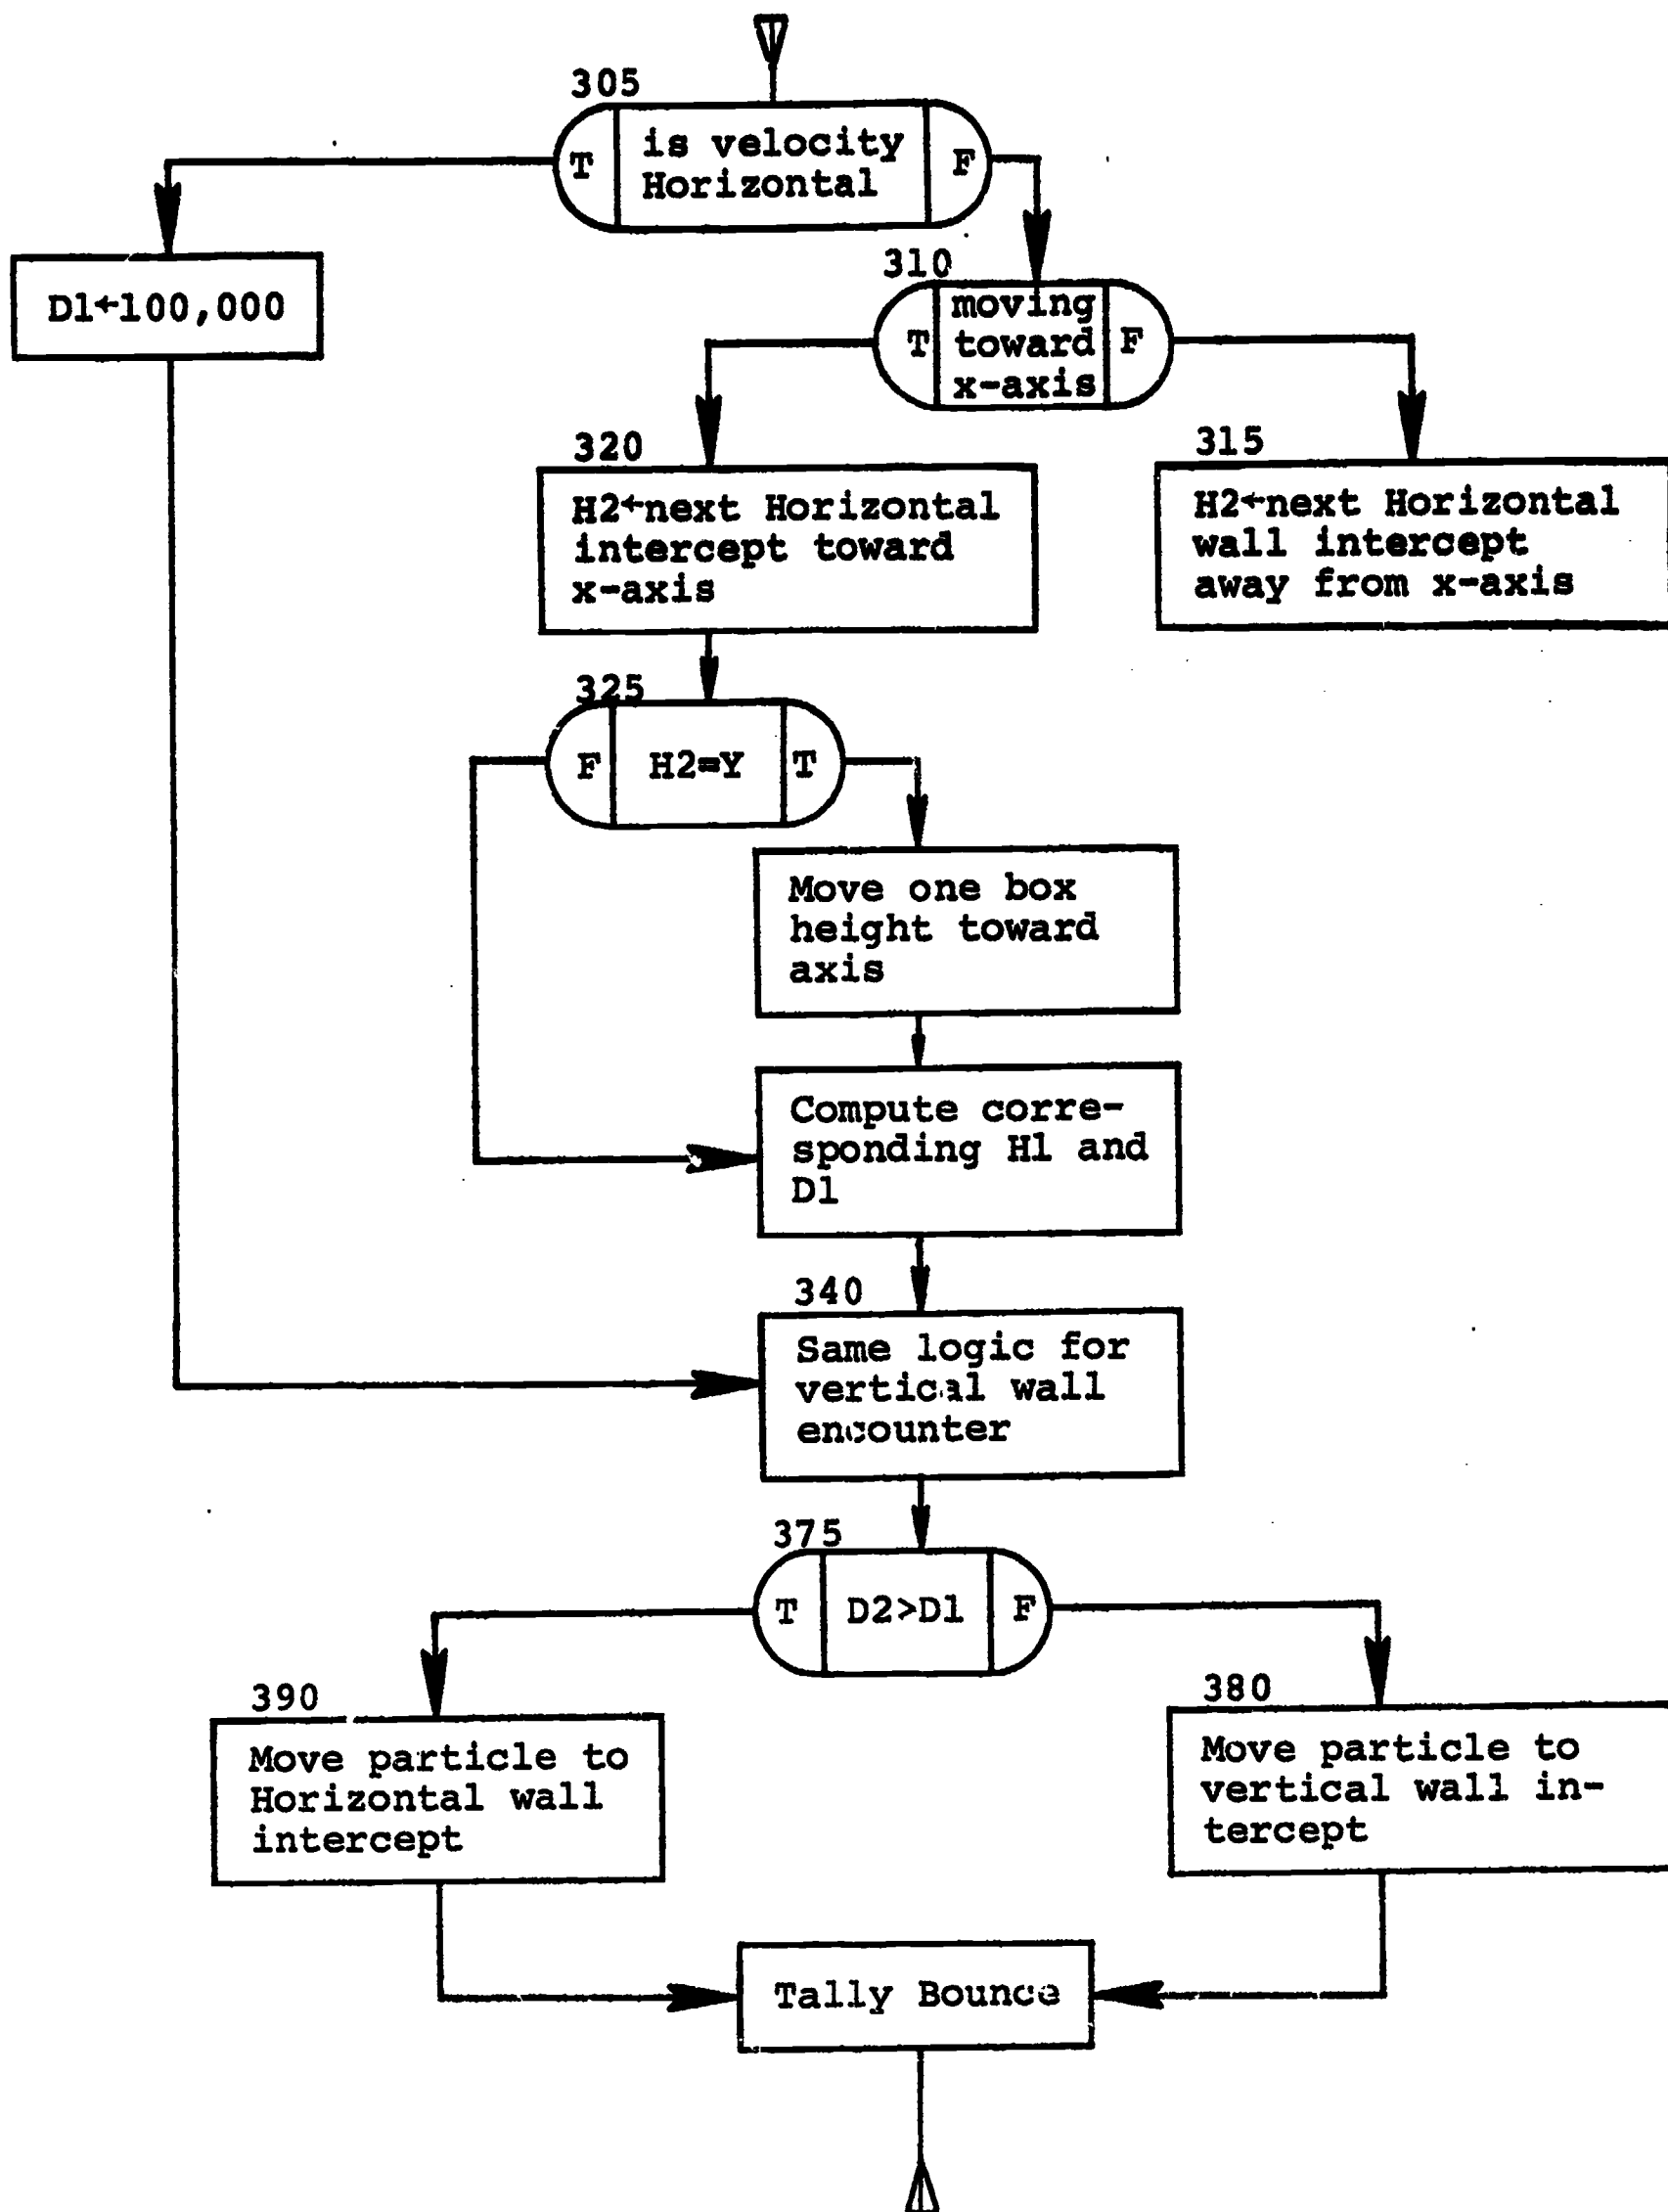 305
T
is velocity
Horizontal
F
D1←100,000
310
T
moving
toward
x-axis
F
320
H2←next Horizontal
intercept toward
x-axis
315
H2←next Horizontal
wall intercept
away from x-axis
325
F
H2=Y
T
Move one box
height toward
axis
Compute corre-
sponding H1 and
D1
340
Same logic for
vertical wall
encounter
375
T
D2>D1
F
390
Move particle to
Horizontal wall
intercept
380
Move particle to
vertical wall in-
tercept
Tally Bounce